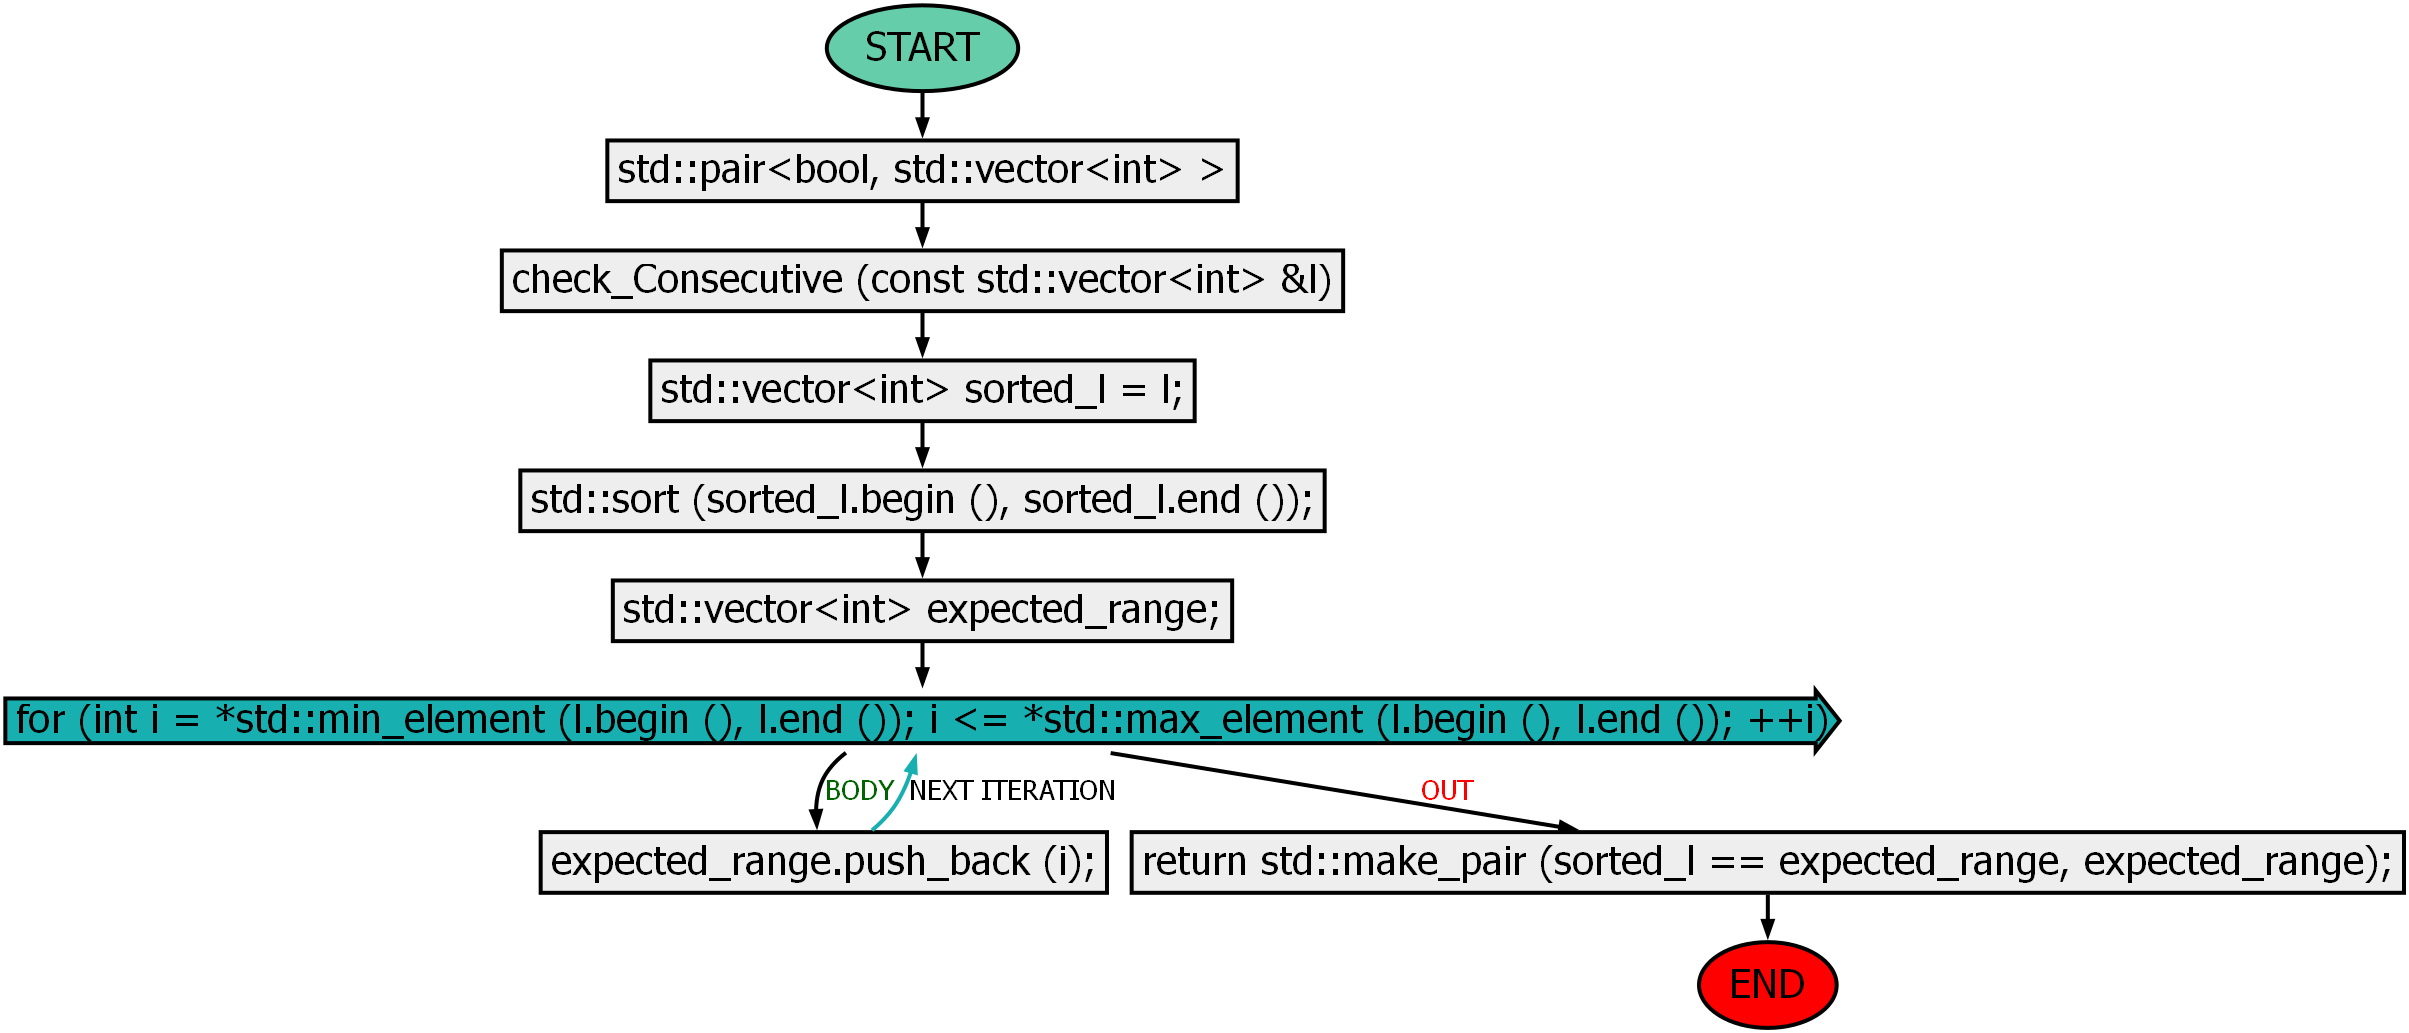 START
std::pair<bool, std::vector<int> >
check_Consecutive (const std::vector<int> &l)
std::vector<int> sorted_l = l;
std::sort (sorted_l.begin (), sorted_l.end ());
std::vector<int> expected_range;
for (int i = *std::min_element (l.begin (), l.end ()); i <= *std::max_element (l.begin (), l.end ()); ++i)
BODY
NEXT ITERATION
OUT
expected_range.push_back (i);
return std::make_pair (sorted_l == expected_range, expected_range);
END